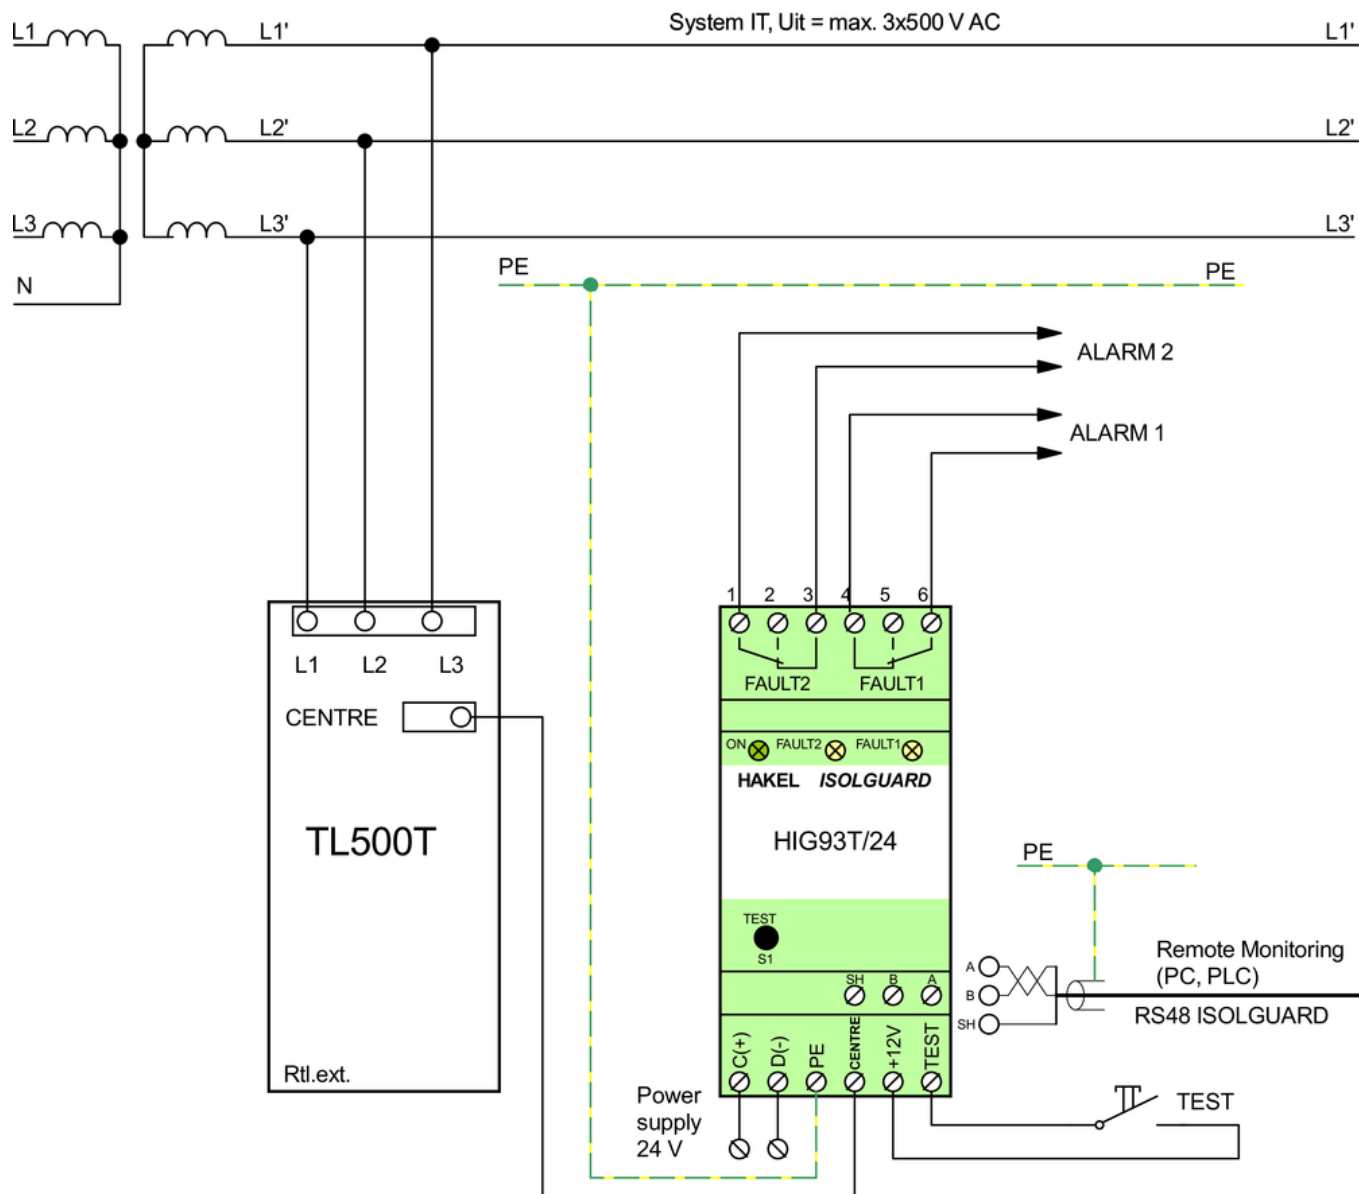 System IT, Uit = max. 3x500 V AC
L1
L1'
L1'
L2
L2'
L2'
L3
L3'
L3'
N
PE
PE
ALARM 2
ALARM 1
1 2 3 4 5 6
FAULT2 FAULT1
L1 L2 L3
CENTRE
ON FAULT2 FAULT1
HAKEL ISOLGUARD
TL500T
HIG93T/24
PE
TEST
S1
SH B A
A
B
SH
Remote Monitoring
(PC, PLC)
RS48 ISOLGUARD
C(+) D(-) PE CENTRE +12V TEST
Rtl.ext.
Power
supply
24 V
TEST